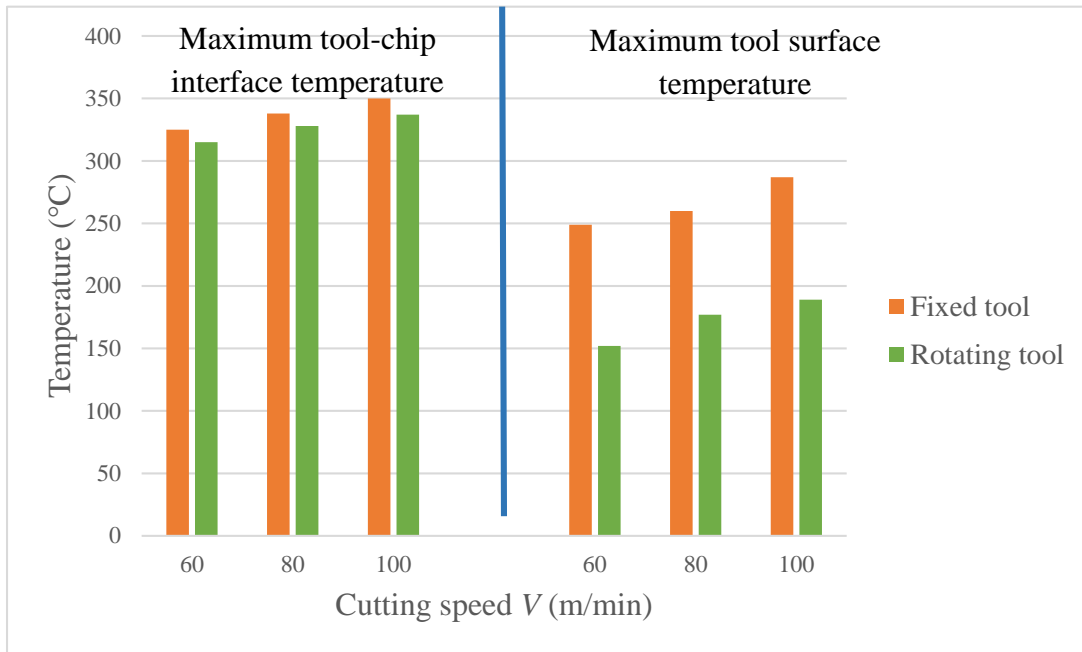 Maximum tool-chip
interface temperature
Maximum tool surface
temperature
Temperature (°C)
400
350
300
250
200
150
100
50
0
60 80 100 60 80 100
Cutting speed V (m/min)
Fixed tool
Rotating tool